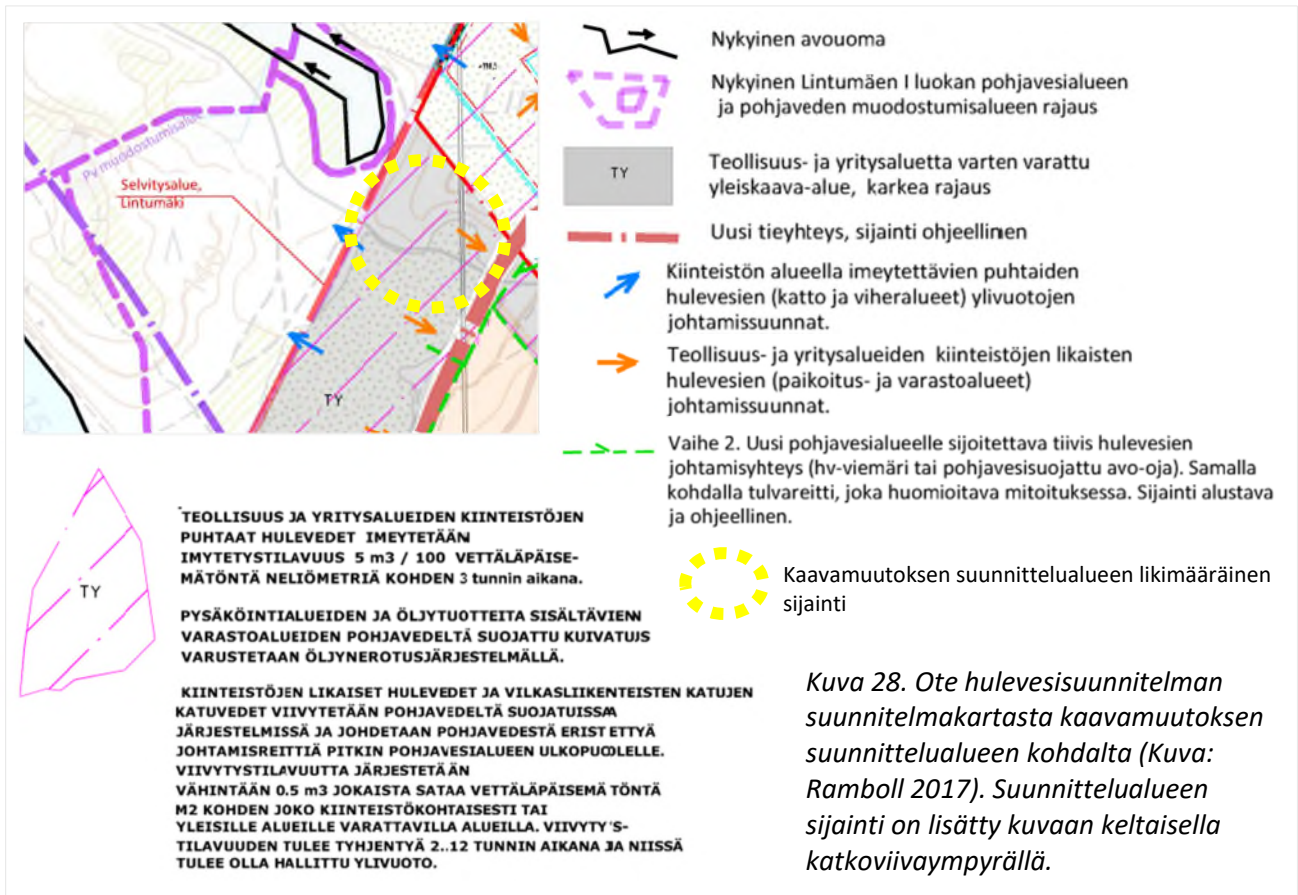 Nykyinen avouoma
Nykyinen Lintumäen I luokan pohjavesialueen
ja pohjaveden muodostumisalueen rajaus
TY
Teollisuus- ja yritysaluetta varten varattu
yleiskaava-alue, karkea rajaus
Uusi tieyhteys, sijainti ohjeellinen
Kiinteistön alueella imeytettävien puhtaiden
hulevesien (katto ja viheralueet) ylivuotojen
johtamissuunnat.
Teollisuus- ja yritysalueiden kiinteistöjen likaisten
hulevesien (paikoitus- ja varastoalueet)
johtamissuunnat.
Vaihe 2. Uusi pohjavesialueelle sijoitettava tiivis hulevesien
johtamisyhteys (hv-viemäri tai pohjavesisuojattu avo-oja). Samalla
kohdalla tulvareitti, joka huomioitava mitoituksessa. Sijainti alustava
ja ohjeellinen.
Kaavamuutoksen suunnittelualueen likimääräinen
sijainti
Py muodostumisalue
Selvitysalue,
Lintumäki
TY
TY
TEOLLISUUS JA YRITYSALUEIDEN KIINTEISTÖJEN
PUHTAAT HULEVEDET IMEYTETÄÄN
IMYTETYSTILAVUUS 5 m3 / 100 VETTÄLÄPÄISE-
MÄTÖNTÄ NELIÖMETRIÄ KOHDEN 3 tunnin aikana.
PYSÄKÖINTIALUEIDEN JA ÖLJYTUOTTEITA SISÄLTÄVIEN
VARASTOALUEIDEN POHJAVEDELTÄ SUOJATTU KUIVATUS
VARUSTETAAN ÖLJYNEROTUSJÄRJESTELMÄLLÄ.
KIINTEISTÖJEN LIKAISET HULEVEDET JA VILKASLIIKENTEISTEN KATUJEN
KATUVEDET VIIVYTETÄÄN POHJAVEDELTÄ SUOJATUISSA
JÄRJESTELMISSÄ JA JOHDETAAN POHJAVEDESTÄ ERISTETTYÄ
JOHTAMISREITTIÄ PITKIN POHJAVESIALUEEN ULKOPUOLELLE.
VIIVYTYSTILAVUUTTA JÄRJESTETÄÄN
VÄHINTÄÄN 0.5 m3 JOKAISTA SATAA VETTÄLÄPÄISEMÄTÖNTÄ
M2 KOHDEN JOKO KIINTEISTÖKOHTAISESTI TAI
YLEISILLE ALUEILLE VARATTAVILLA ALUEILLA. VIIVYTYS-
TILAVUUDEN TULEE TYHJENTYÄ 2..12 TUNNIN AIKANA JA NIISSÄ
TULEE OLLA HALLITTU YLIVUOTO.
Kuva 28. Ote hulevesisuunnitelman
suunnitelmakartasta kaavamuutoksen
suunnittelualueen kohdalta (Kuva:
Ramboll 2017). Suunnittelualueen
sijainti on lisätty kuvaan keltaisella
katkoviivaympyrällä.